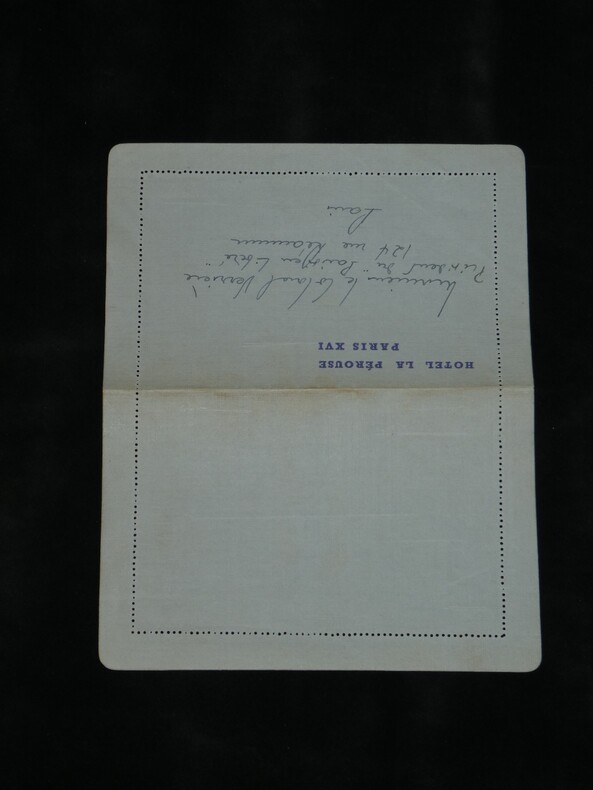 HOTEL LA PÉROUSE
PARIS XVI
Monsieur le Colonel
Président du "Parisien Libéré"
124 rue Réaumur
Paris